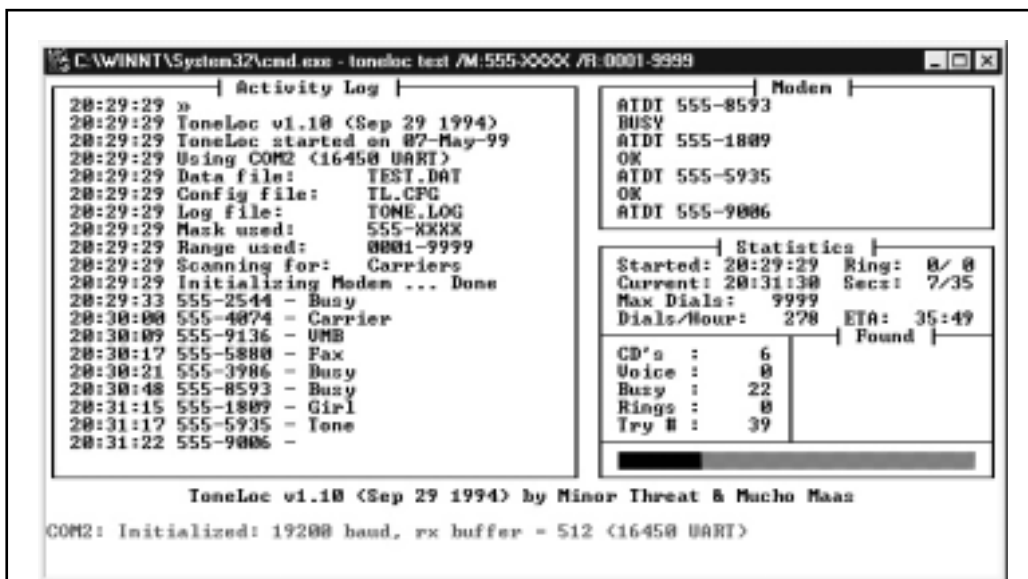 C:\WINNT\System32\cmd.exe - toneloc test /M:555-XXXX /R:0001-9999
Activity Log
20:29:29 »
20:29:29 ToneLoc v1.10 (Sep 29 1994)
20:29:29 ToneLoc started on 07-May-99
20:29:29 Using COM2 (16450 UART)
20:29:29 Data file: TEST.DAT
20:29:29 Config file: TL.CFG
20:29:29 Log file: TONE.LOG
20:29:29 Mask used: 555-XXXX
20:29:29 Range used: 0001-9999
20:29:29 Scanning for: Carriers
20:29:29 Initializing Modem ... Done
20:29:33 555-2544 - Busy
20:30:00 555-4074 - Carrier
20:30:09 555-9136 - VMB
20:30:17 555-5880 - Fax
20:30:21 555-3986 - Busy
20:30:48 555-8593 - Busy
20:31:15 555-1809 - Girl
20:31:17 555-5935 - Tone
20:31:22 555-9006 -
Modem
ATDT 555-8593
BUSY
ATDT 555-1809
OK
ATDT 555-5935
OK
ATDT 555-9006
Statistics
Started: 20:29:29 Ring: 0/ 0
Current: 20:31:30 Secs: 7/35
Max Dials: 9999
Dials/Hour: 278 ETA: 35:49
Found
CD's : 6
Voice : 0
Busy : 22
Rings : 0
Try # : 39
ToneLoc v1.10 (Sep 29 1994) by Minor Threat & Mucho Maas
COM2: Initialized: 19200 baud, rx buffer = 512 (16450 UART)